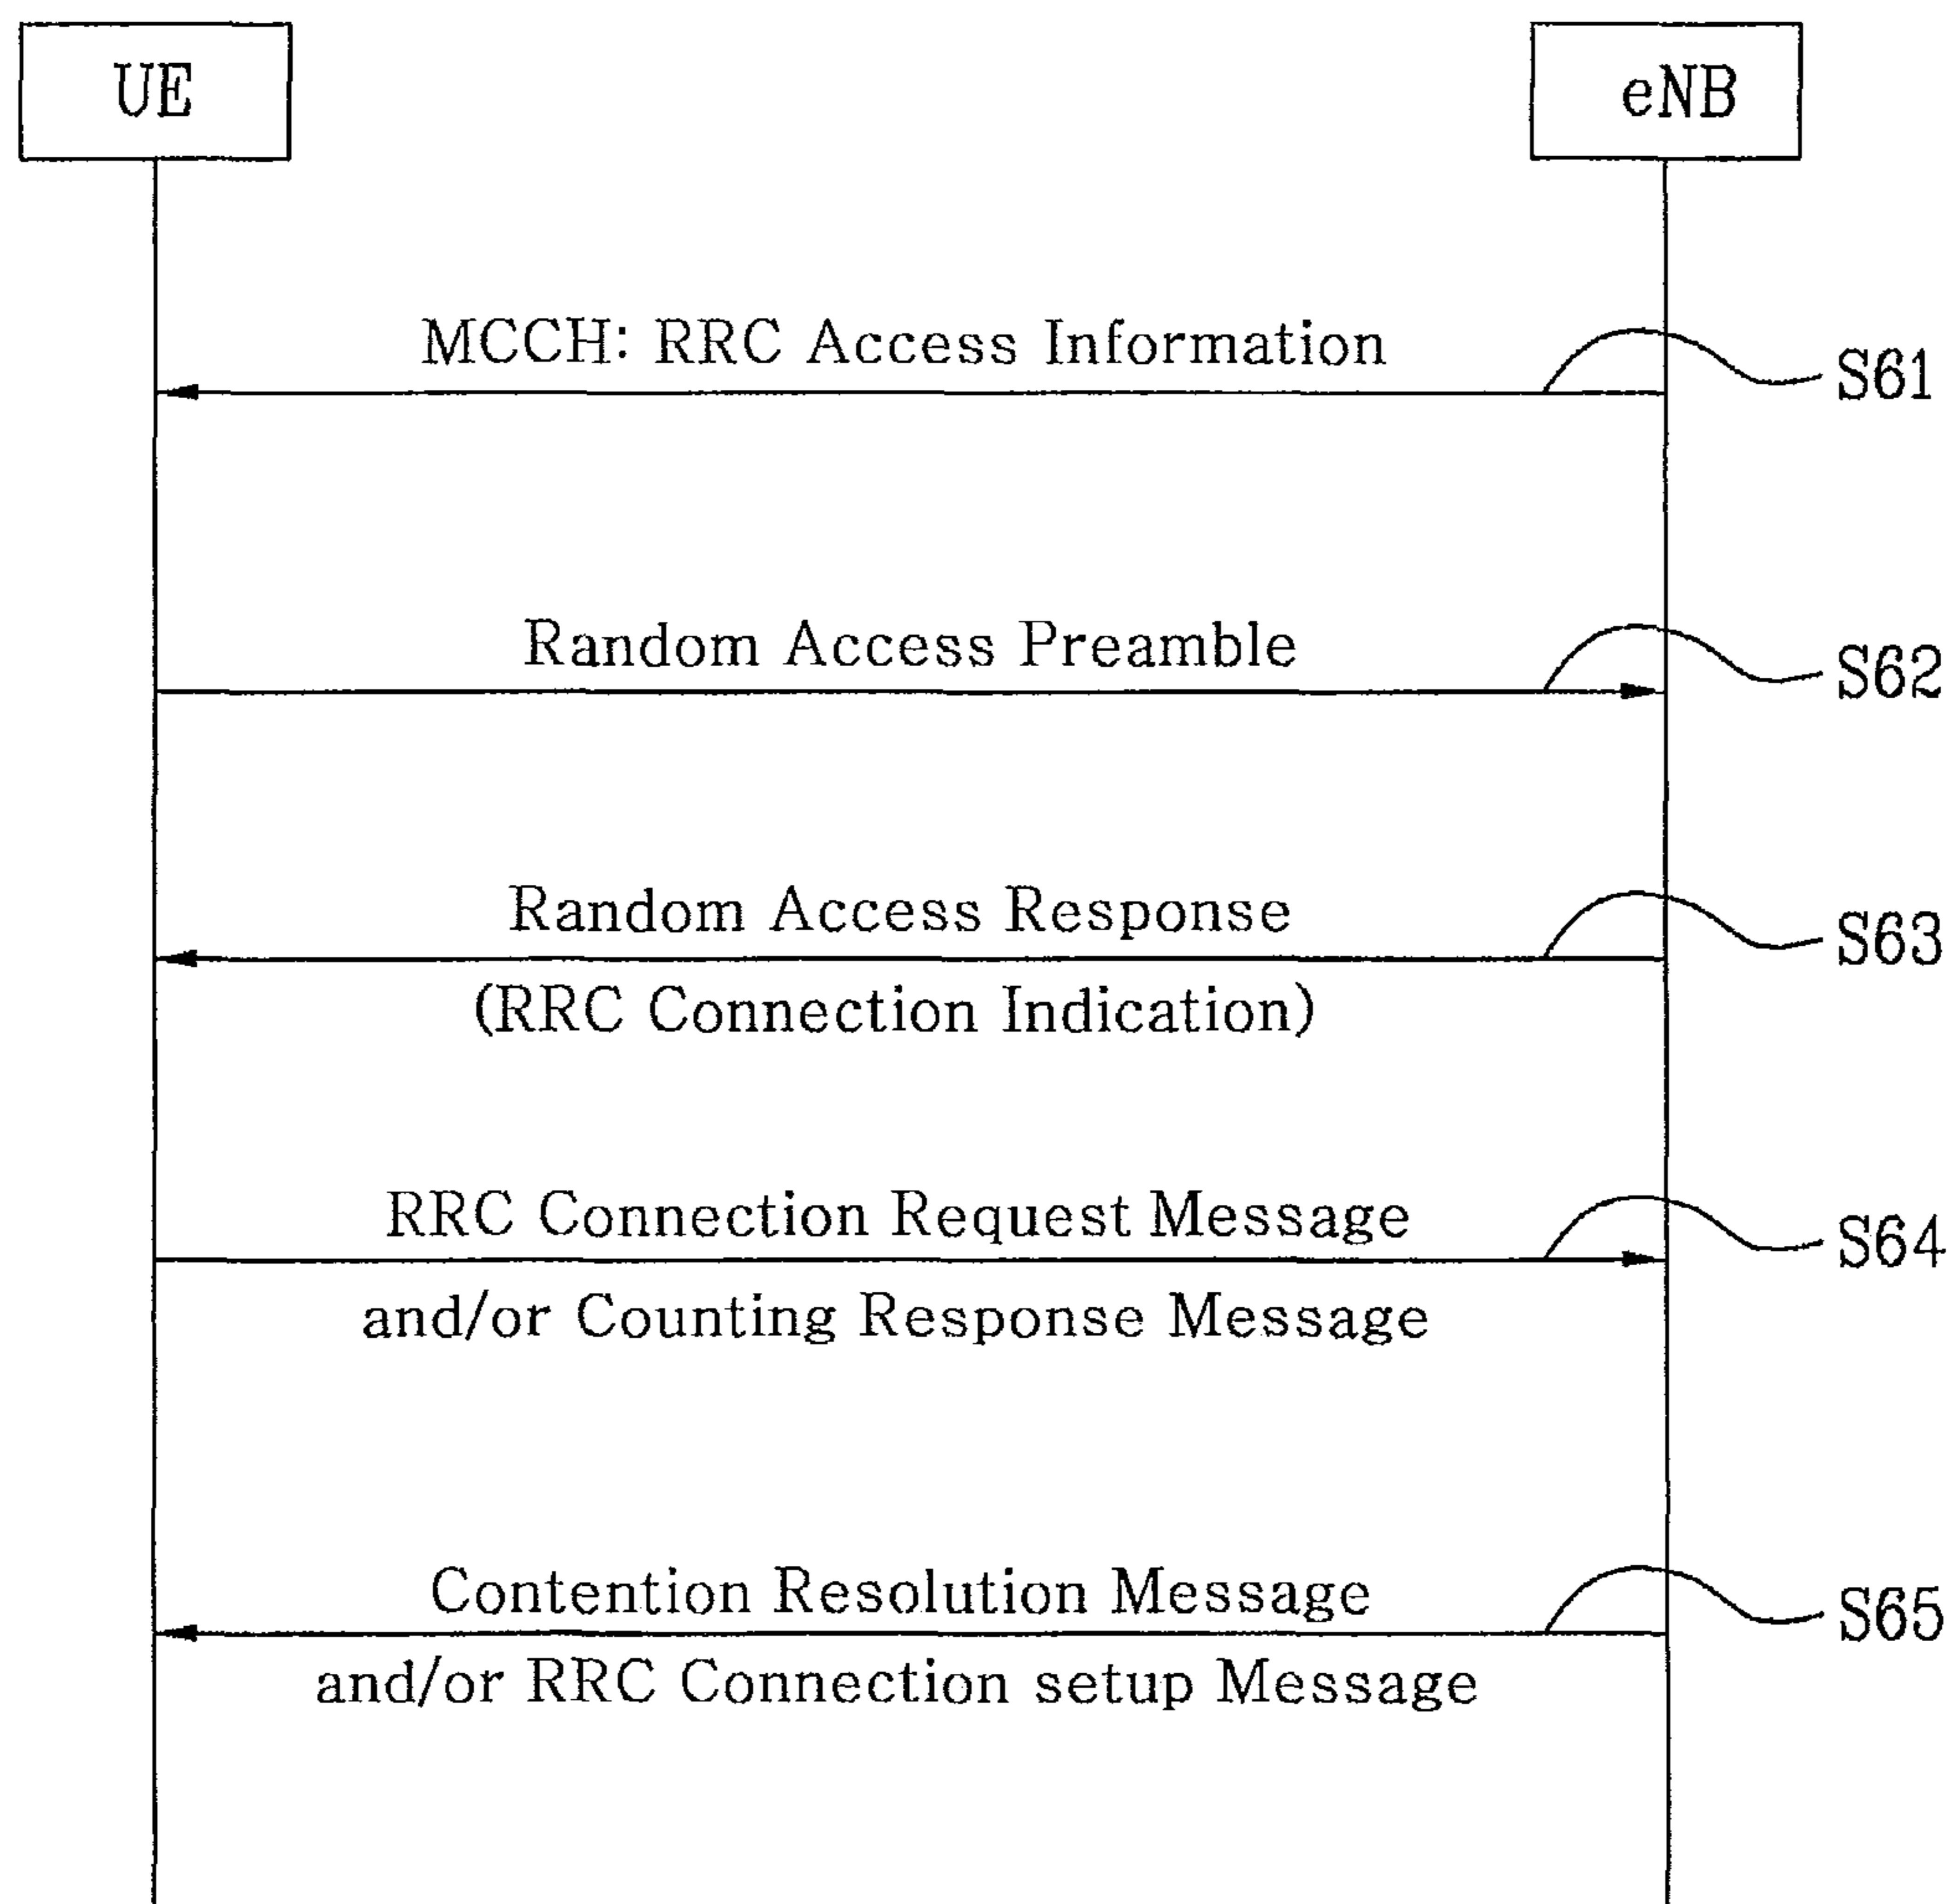 UE
eNB
MCCH: RRC Access Information
S61
Random Access Preamble
S62
Random Access Response
S63
(RRC Connection Indication)
RRC Connection Request Message
S64
and/or Counting Response Message
Contention Resolution Message
S65
and/or RRC Connection setup Message